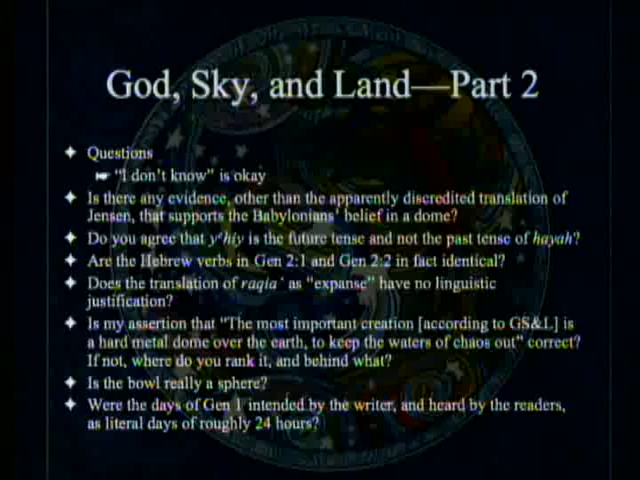 God, Sky, and Land—Part 2
Questions
"I don't know" is okay
Is there any evidence, other than the apparently discredited translation of
Jensen, that supports the Babylonians' belief in a dome?
Do you agree that yᵉhiy is the future tense and not the past tense of hayah?
Are the Hebrew verbs in Gen 2:1 and Gen 2:2 in fact identical?
Does the translation of raqia‘ as "expanse" have no linguistic
justification?
Is my assertion that "The most important creation [according to GS&L] is
a hard metal dome over the earth, to keep the waters of chaos out" correct?
If not, where do you rank it, and behind what?
Is the bowl really a sphere?
Were the days of Gen 1 intended by the writer, and heard by the readers,
as literal days of roughly 24 hours?